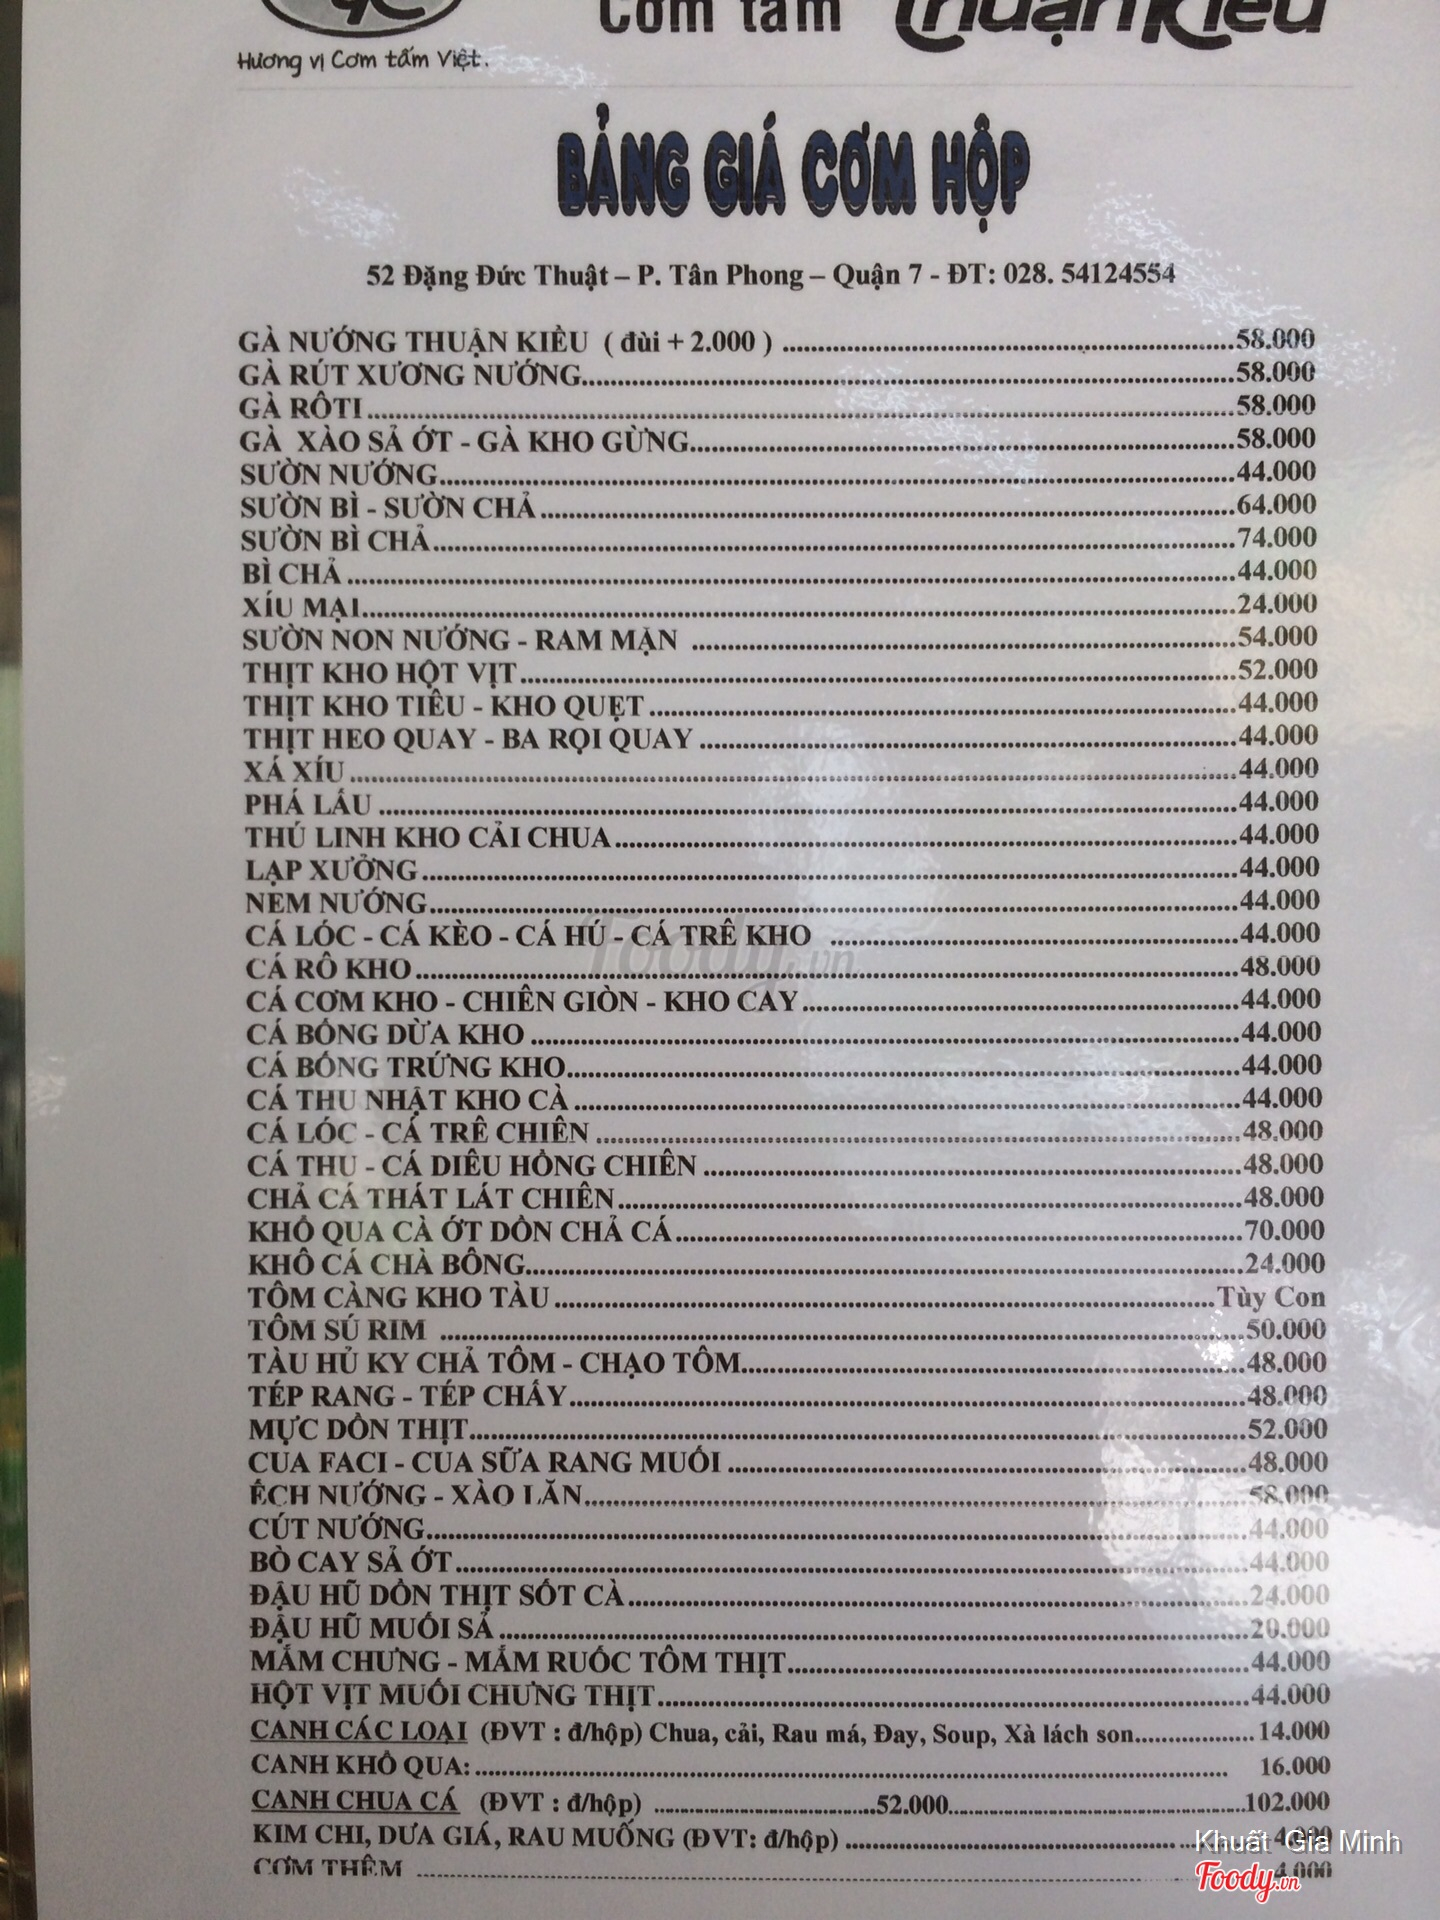 Cơm tấm Thuận Kiều
Hương vị Cơm tấm Việt.
BẢNG GIÁ CƠM HỘP
52 Đặng Đức Thuật – P. Tân Phong – Quận 7 - ĐT: 028. 54124554
GÀ NƯỚNG THUẬN KIỀU ( đùi + 2.000 ) ........58.000
GÀ RÚT XƯƠNG NƯỚNG........58.000
GÀ RÔTI........58.000
GÀ XÀO SẢ ỚT - GÀ KHO GỪNG........58.000
SƯỜN NƯỚNG........44.000
SƯỜN BÌ - SƯỜN CHẢ........64.000
SƯỜN BÌ CHẢ........74.000
BÌ CHẢ........44.000
XÍU MẠI........24.000
SƯỜN NON NƯỚNG - RAM MẶN ........54.000
THỊT KHO HỘT VỊT........52.000
THỊT KHO TIÊU - KHO QUẸT........44.000
THỊT HEO QUAY - BA RỌI QUAY........44.000
XÁ XÍU........44.000
PHÁ LẤU........44.000
THÚ LINH KHO CẢI CHUA........44.000
LẠP XƯỞNG........44.000
NEM NƯỚNG........44.000
CÁ LÓC - CÁ KÈO - CÁ HÚ - CÁ TRÊ KHO ........44.000
CÁ RÔ KHO........48.000
CÁ CƠM KHO - CHIÊN GIÒN - KHO CAY........44.000
CÁ BỐNG DỪA KHO........44.000
CÁ BỐNG TRỨNG KHO........44.000
CÁ THU NHẬT KHO CÀ........44.000
CÁ LÓC - CÁ TRÊ CHIÊN........48.000
CÁ THU - CÁ DIÊU HỒNG CHIÊN........48.000
CHẢ CÁ THÁT LÁT CHIÊN........48.000
KHỔ QUA CÀ ỚT DỒN CHẢ CÁ........70.000
KHÔ CÁ CHÀ BÔNG........24.000
TÔM CÀNG KHO TÀU........Tùy Con
TÔM SÚ RIM ........50.000
TÀU HỦ KY CHẢ TÔM - CHẠO TÔM........48.000
TÉP RANG - TÉP CHẤY........48.000
MỰC DỒN THỊT........52.000
CUA FACI - CUA SỮA RANG MUỐI........48.000
ẾCH NƯỚNG - XÀO LĂN........58.000
CÚT NƯỚNG........44.000
BÒ CAY SẢ ỚT........44.000
ĐẬU HŨ DỒN THỊT SỐT CÀ........24.000
ĐẬU HŨ MUỐI SẢ........20.000
MẮM CHƯNG - MẮM RUỐC TÔM THỊT........44.000
HỘT VỊT MUỐI CHƯNG THỊT........44.000
CANH CÁC LOẠI (ĐVT : đ/hộp) Chua, cải, Rau má, Đay, Soup, Xà lách son........14.000
CANH KHỔ QUA:........ 16.000
CANH CHUA CÁ (ĐVT : đ/hộp) ........52.000........102.000
KIM CHI, DƯA GIÁ, RAU MUỐNG (ĐVT: đ/hộp) ........4.000
CƠM THÊM ........4.000
Foody.vn
Khuất Gia Minh
Foody.vn